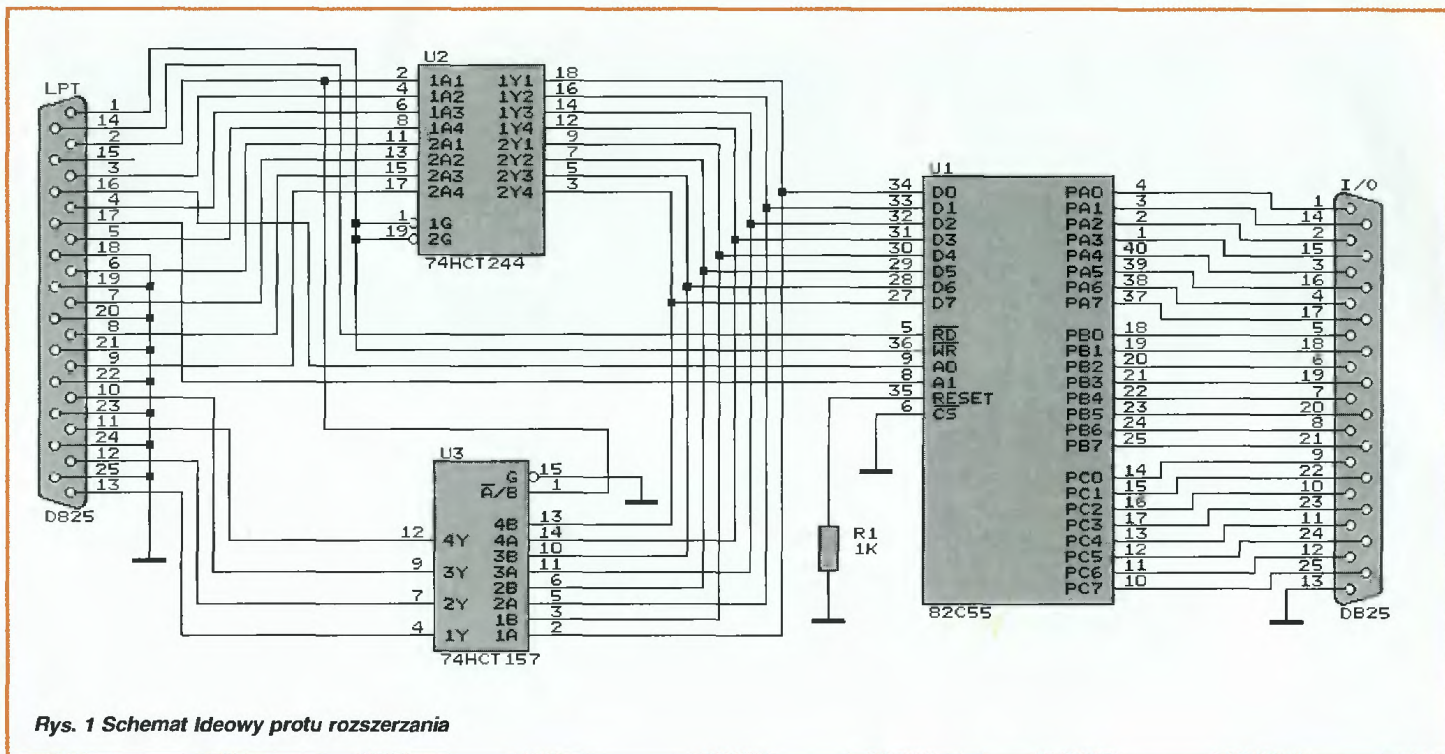 LPT
1
14
2
15
3
16
4
17
5
18
6
19
7
20
8
21
9
22
10
23
11
24
12
25
13
DB25
U2
2 1A1 1Y1 18
4 1A2 1Y2 16
6 1A3 1Y3 14
8 1A4 1Y4 12
11 2A1 2Y1 9
13 2A2 2Y2 7
15 2A3 2Y3 5
17 2A4 2Y4 3
1 1G
19 2G
74HCT244
U3
G 15
A/B 1
4B 13
12 4Y 4A 14
3B 10
9 3Y 3A 11
2B 6
7 2Y 2A 5
1B 3
4 1Y 1A 2
74HCT157
R1
1K
U1
34 D0 PA0 4
33 D1 PA1 3
32 D2 PA2 2
31 D3 PA3 1
30 D4 PA4 40
29 D5 PA5 39
28 D6 PA6 38
27 D7 PA7 37
5 RD PB0 18
36 WR PB1 19
9 A0 PB2 20
8 A1 PB3 21
35 RESET PB4 22
6 CS PB5 23
PB6 24
PB7 25
PC0 14
PC1 15
PC2 16
PC3 17
PC4 13
PC5 12
PC6 11
PC7 10
82C55
I/O
1
14
2
15
3
16
4
17
5
18
6
19
7
20
8
21
9
22
10
23
11
24
12
25
13
DB25
Rys. 1 Schemat Ideowy protu rozszerzania